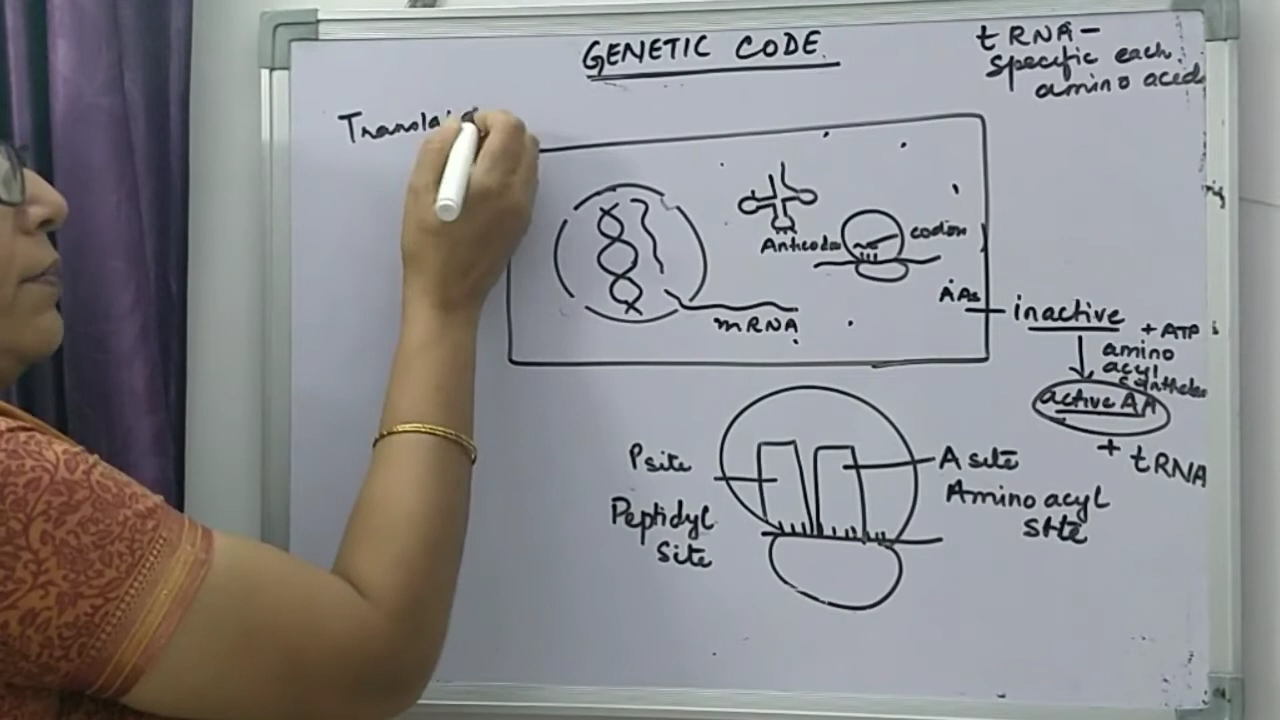 GENETIC CODE
tRNA-
specific each
amino aced
Anticodon
codon
mRNA
AAs
inactive
+ ATP
amino
acyl
active AA
+ tRNA
P site
Peptidyl
Site
A site
Amino acyl
site